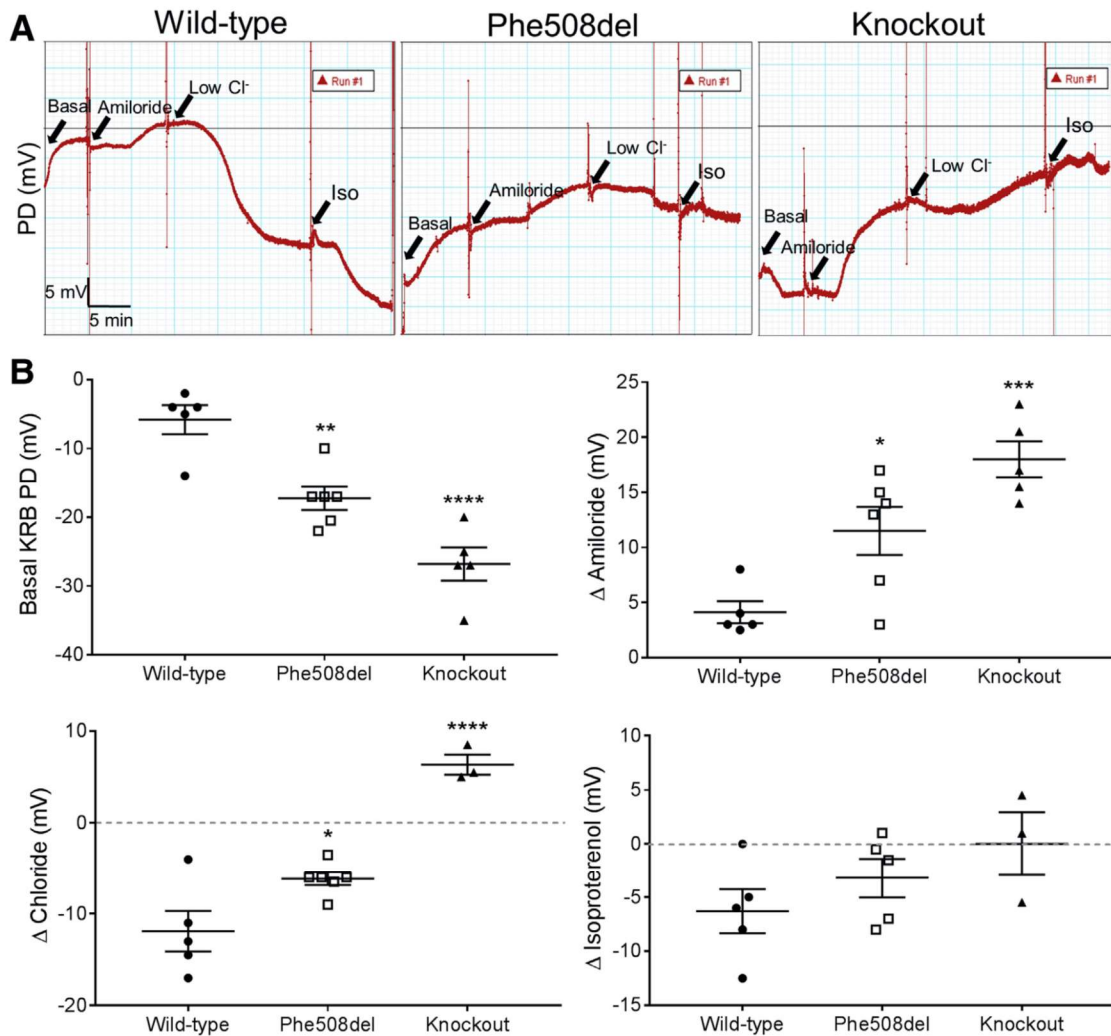 A
Wild-type
Phe508del
Knockout
PD (mV)
Basal
Amiloride
Low Cl-
Iso
▲ Run #1
5 mV
5 min
Basal
Amiloride
Low Cl-
Iso
▲ Run #1
Basal
Amiloride
Low Cl-
Iso
▲ Run #1
B
Basal KRB PD (mV)
0
-10
-20
-30
-40
**
****
Wild-type Phe508del Knockout
Δ Amiloride (mV)
25
20
15
10
5
0
*
***
Wild-type Phe508del Knockout
Δ Chloride (mV)
10
0
-10
-20
*
****
Wild-type Phe508del Knockout
Δ Isoproterenol (mV)
10
5
0
-5
-10
-15
Wild-type Phe508del Knockout